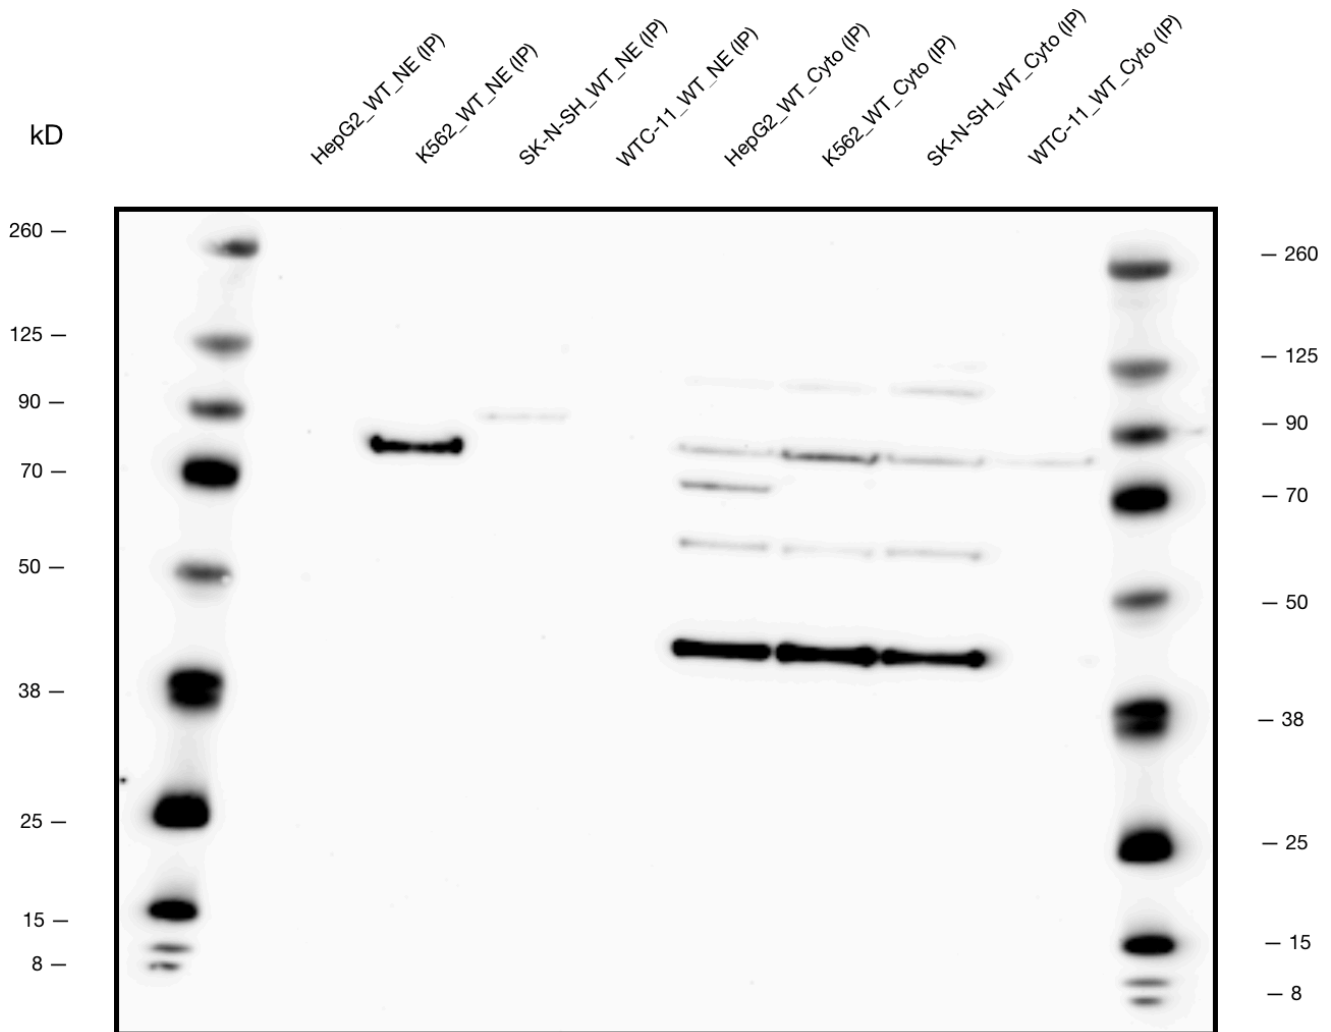 HepG2_WT_NE (IP)
K562_WT_NE (IP)
SK-N-SH_WT_NE (IP)
WTC-11_WT_NE (IP)
HepG2_WT_Cyto (IP)
K562_WT_Cyto (IP)
SK-N-SH_WT_Cyto (IP)
WTC-11_WT_Cyto (IP)
kD
260 —
125 —
90 —
70 —
50 —
38 —
25 —
15 —
8 —
— 260
— 125
— 90
— 70
— 50
— 38
— 25
— 15
— 8